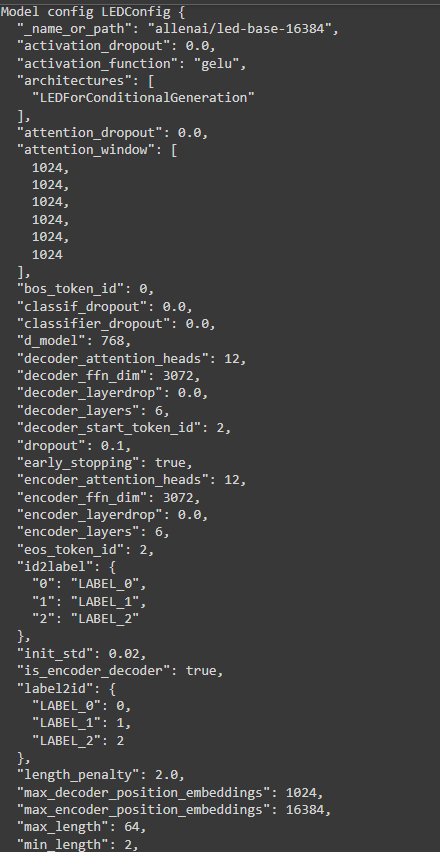 Model config LEDConfig {
  "_name_or_path": "allenai/led-base-16384",
  "activation_dropout": 0.0,
  "activation_function": "gelu",
  "architectures": [
    "LEDForConditionalGeneration"
  ],
  "attention_dropout": 0.0,
  "attention_window": [
    1024,
    1024,
    1024,
    1024,
    1024,
    1024
  ],
  "bos_token_id": 0,
  "classif_dropout": 0.0,
  "classifier_dropout": 0.0,
  "d_model": 768,
  "decoder_attention_heads": 12,
  "decoder_ffn_dim": 3072,
  "decoder_layerdrop": 0.0,
  "decoder_layers": 6,
  "decoder_start_token_id": 2,
  "dropout": 0.1,
  "early_stopping": true,
  "encoder_attention_heads": 12,
  "encoder_ffn_dim": 3072,
  "encoder_layerdrop": 0.0,
  "encoder_layers": 6,
  "eos_token_id": 2,
  "id2label": {
    "0": "LABEL_0",
    "1": "LABEL_1",
    "2": "LABEL_2"
  },
  "init_std": 0.02,
  "is_encoder_decoder": true,
  "label2id": {
    "LABEL_0": 0,
    "LABEL_1": 1,
    "LABEL_2": 2
  },
  "length_penalty": 2.0,
  "max_decoder_position_embeddings": 1024,
  "max_encoder_position_embeddings": 16384,
  "max_length": 64,
  "min_length": 2,